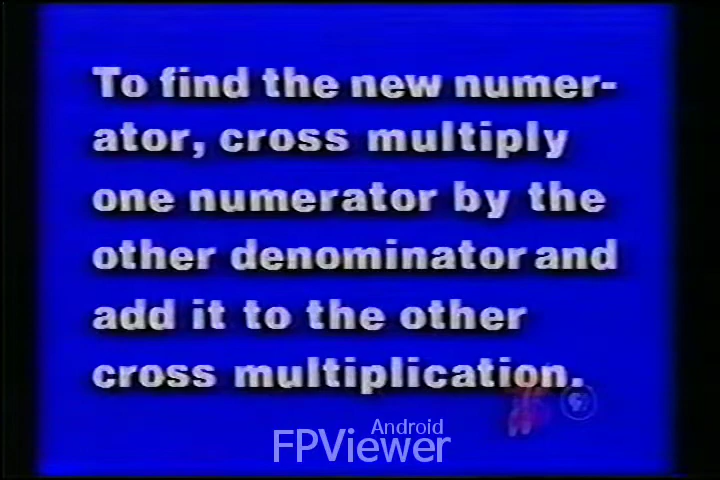 To find the new numer-
ator, cross multiply
one numerator by the
other denominator and
add it to the other
cross multiplication.
Android
FPViewer